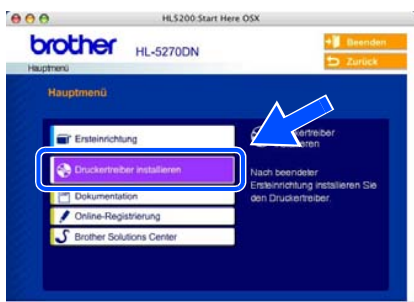 HL5200:Start Here OSX
brother
HL-5270DN
Beenden
Zurück
Hauptmenü
Hauptmenü
Ersteinrichtung
Druckertreiber installieren
Dokumentation
Online-Registrierung
Brother Solutions Center
Nach beendeter
Ersteinrichtung installieren Sie
den Druckertreiber.